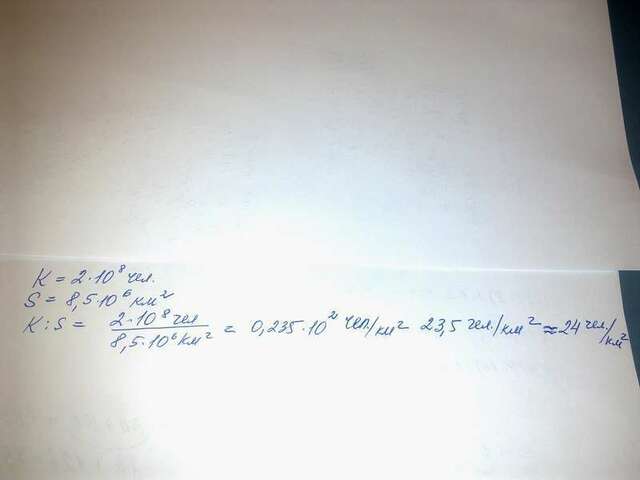 K = 2·10⁸ чел.
S = 8,5·10⁶ км²
K : S = 2·10⁸ чел / 8,5·10⁶ км² = 0,235·10² чел/км² 23,5 чел./км² ≈ 24 чел/км²